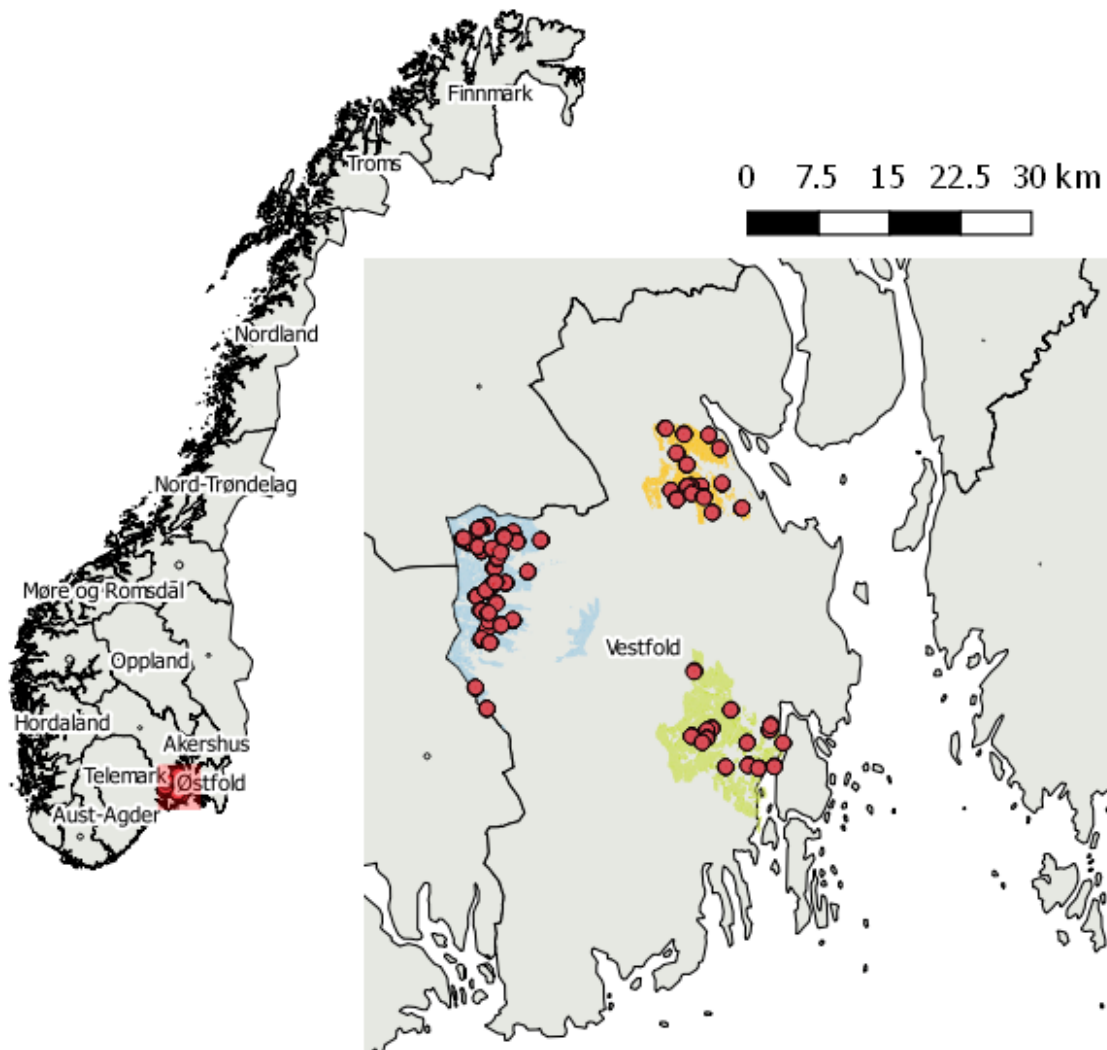 Finnmark
Troms
0 7.5 15 22.5 30 km
Nordland
Nord-Trøndelag
Møre og Romsdal
Oppland
Vestfold
Hordaland
Akershus
Telemark
Østfold
Aust-Agder